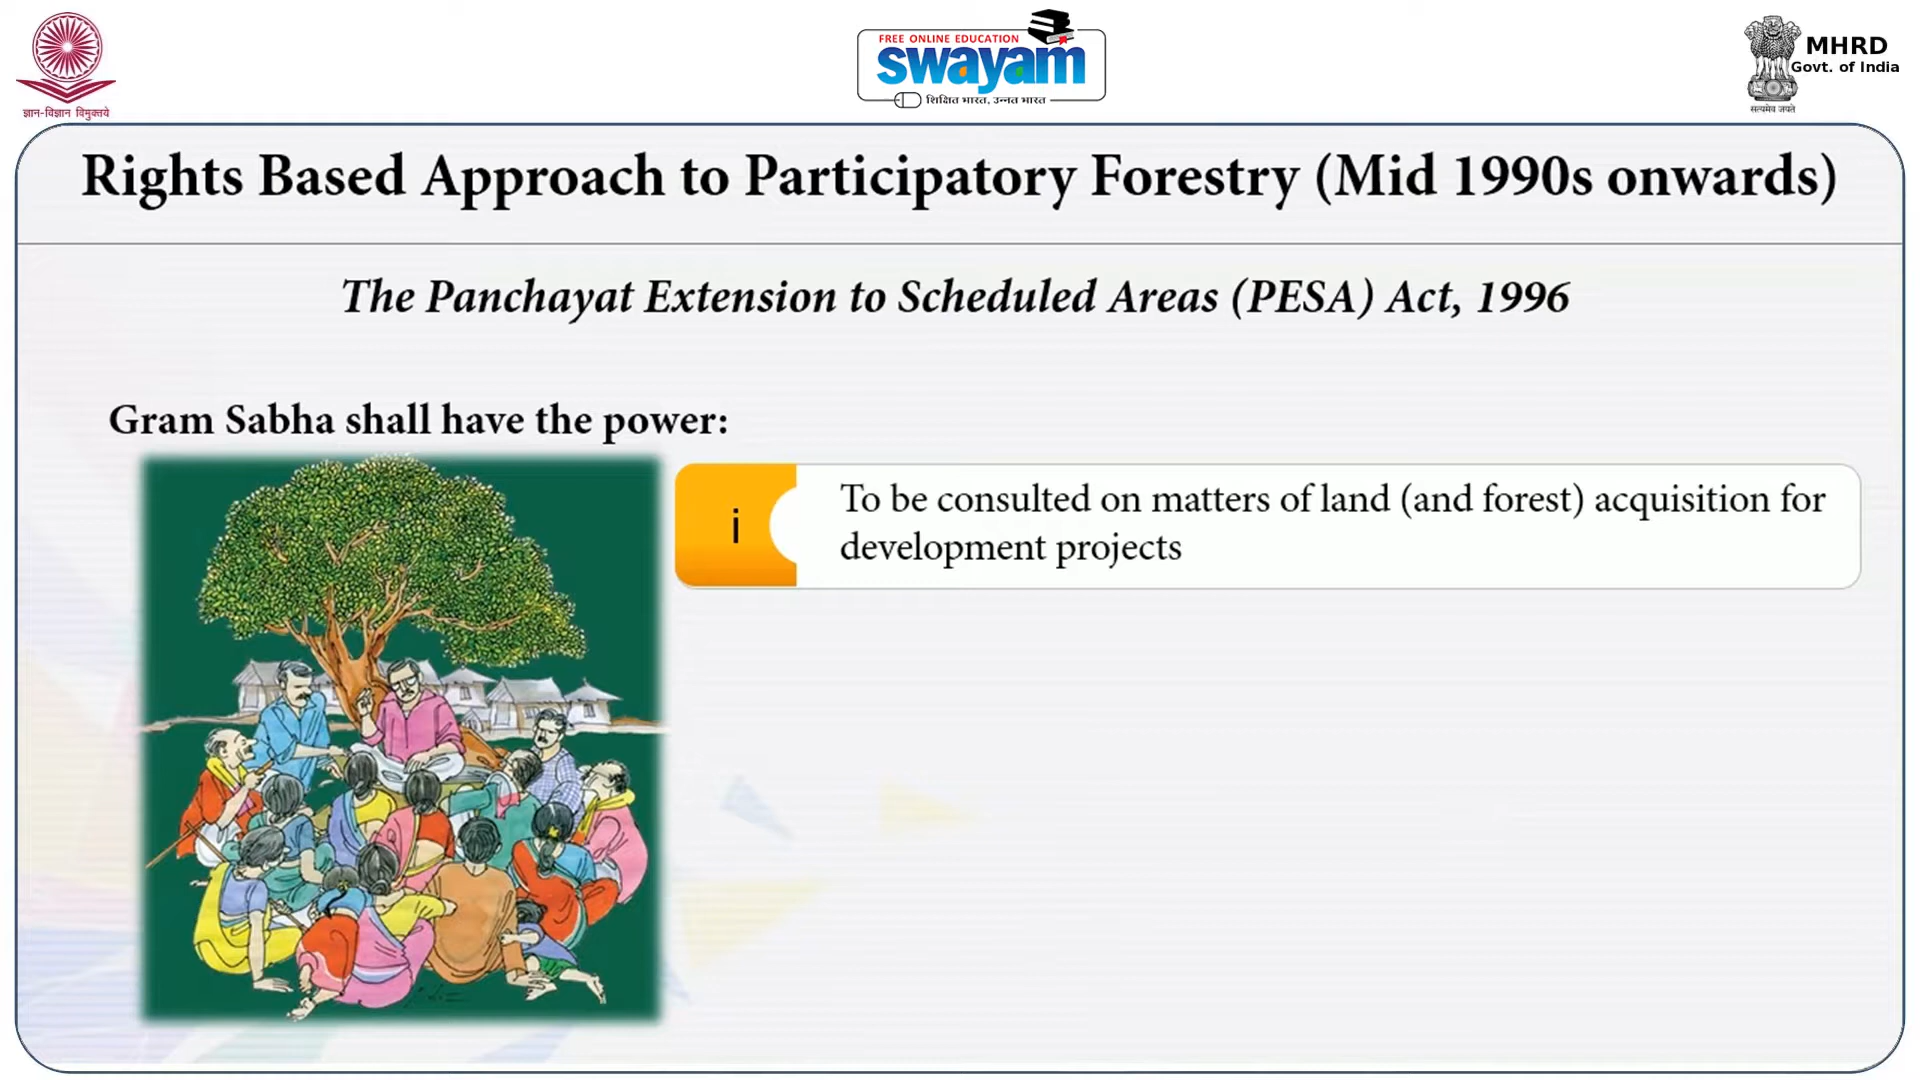 ज्ञान-विज्ञान विमुक्तये
FREE ONLINE EDUCATION
swayam
शिक्षित भारत, उन्नत भारत
MHRD
Govt. of India
सत्यमेव जयते
Rights Based Approach to Participatory Forestry (Mid 1990s onwards)
The Panchayat Extension to Scheduled Areas (PESA) Act, 1996
Gram Sabha shall have the power:
i
To be consulted on matters of land (and forest) acquisition for
development projects